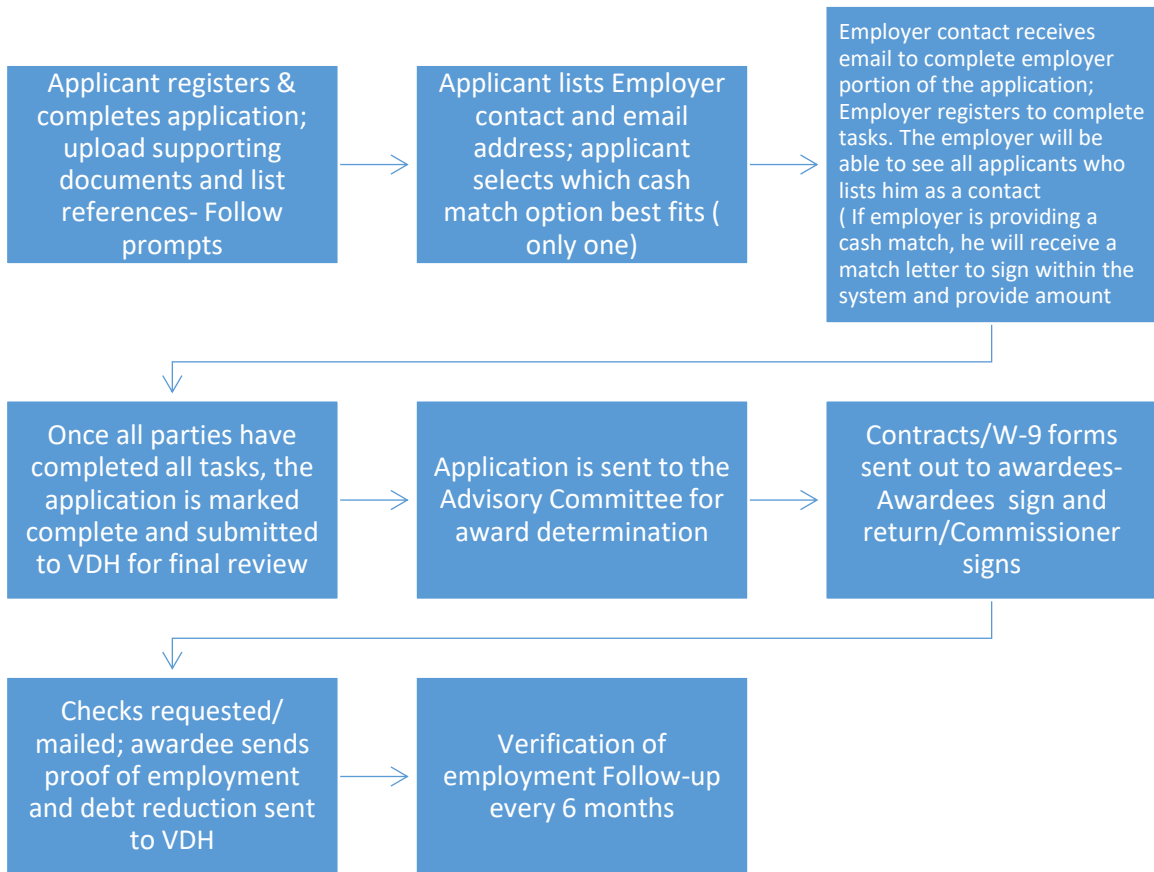 Applicant registers &
completes application;
upload supporting
documents and list
references- Follow
prompts
Applicant lists Employer
contact and email
address; applicant
selects which cash
match option best fits (
only one)
Employer contact receives
email to complete employer
portion of the application;
Employer registers to complete
tasks. The employer will be
able to see all applicants who
lists him as a contact
( If employer is providing a
cash match, he will receive a
match letter to sign within the
system and provide amount
Once all parties have
completed all tasks, the
application is marked
complete and submitted
to VDH for final review
Application is sent to the
Advisory Committee for
award determination
Contracts/W-9 forms
sent out to awardees-
Awardees sign and
return/Commissioner
signs
Checks requested/
mailed; awardee sends
proof of employment
and debt reduction sent
to VDH
Verification of
employment Follow-up
every 6 months